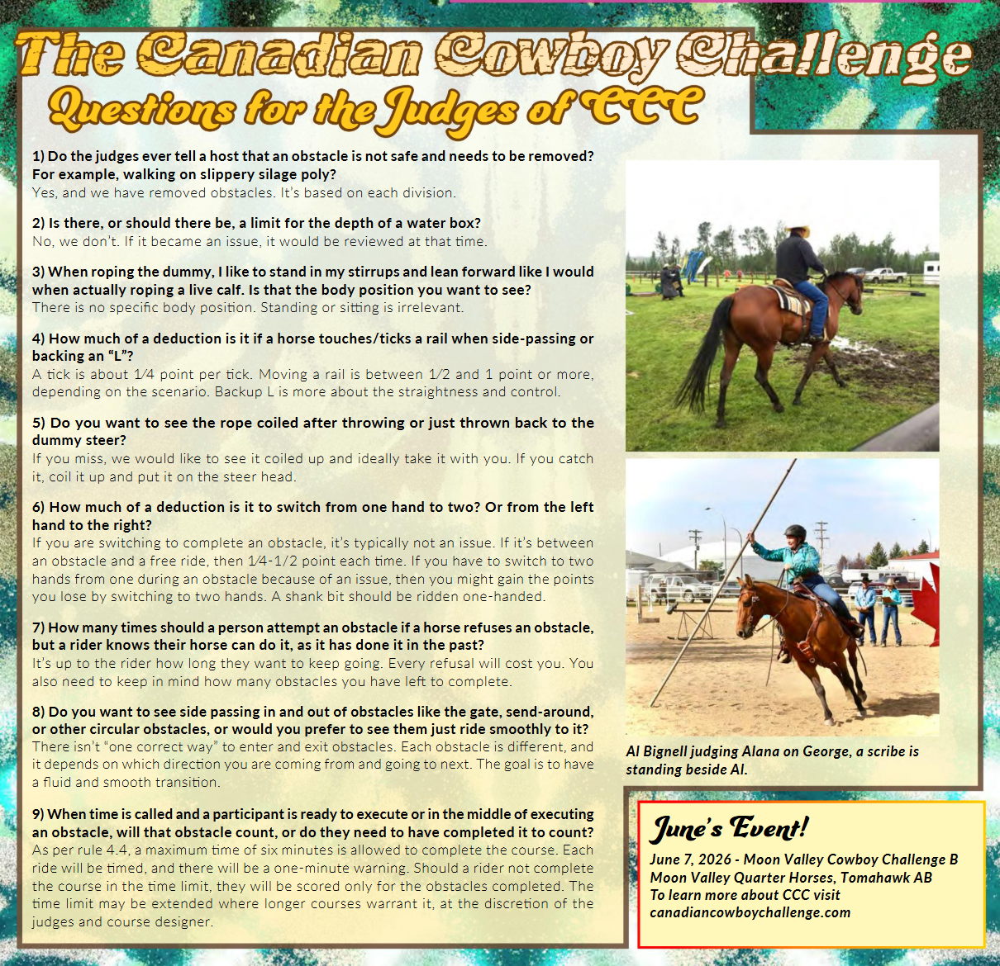 The Canadian Cowboy Challenge
Questions for the Judges of CCC
1) Do the judges ever tell a host that an obstacle is not safe and needs to be removed?
For example, walking on slippery silage poly?
Yes, and we have removed obstacles. It's based on each division.
2) Is there, or should there be, a limit for the depth of a water box?
No, we don't. If it became an issue, it would be reviewed at that time.
3) When roping the dummy, I like to stand in my stirrups and lean forward like I would
when actually roping a live calf. Is that the body position you want to see?
There is no specific body position. Standing or sitting is irrelevant.
4) How much of a deduction is it if a horse touches/ticks a rail when side-passing or
backing an “L”?
A tick is about 1/4 point per tick. Moving a rail is between 1/2 and 1 point or more,
depending on the scenario. Backup L is more about the straightness and control.
5) Do you want to see the rope coiled after throwing or just thrown back to the
dummy steer?
If you miss, we would like to see it coiled up and ideally take it with you. If you catch
it, coil it up and put it on the steer head.
6) How much of a deduction is it to switch from one hand to two? Or from the left
hand to the right?
If you are switching to complete an obstacle, it's typically not an issue. If it's between
an obstacle and a free ride, then 1/4-1/2 point each time. If you have to switch to two
hands from one during an obstacle because of an issue, then you might gain the points
you lose by switching to two hands. A shank bit should be ridden one-handed.
7) How many times should a person attempt an obstacle if a horse refuses an obstacle,
but a rider knows their horse can do it, as it has done it in the past?
It's up to the rider how long they want to keep going. Every refusal will cost you. You
also need to keep in mind how many obstacles you have left to complete.
8) Do you want to see side passing in and out of obstacles like the gate, send-around,
or other circular obstacles, or would you prefer to see them just ride smoothly to it?
There isn't “one correct way” to enter and exit obstacles. Each obstacle is different, and
it depends on which direction you are coming from and going to next. The goal is to have
a fluid and smooth transition.
9) When time is called and a participant is ready to execute or in the middle of executing
an obstacle, will that obstacle count, or do they need to have completed it to count?
As per rule 4.4, a maximum time of six minutes is allowed to complete the course. Each
ride will be timed, and there will be a one-minute warning. Should a rider not complete
the course in the time limit, they will be scored only for the obstacles completed. The
time limit may be extended where longer courses warrant it, at the discretion of the
judges and course designer.
Al Bignell judging Alana on George, a scribe is
standing beside Al.
June's Event!
June 7, 2026 - Moon Valley Cowboy Challenge B
Moon Valley Quarter Horses, Tomahawk AB
To learn more about CCC visit
canadiancowboychallenge.com